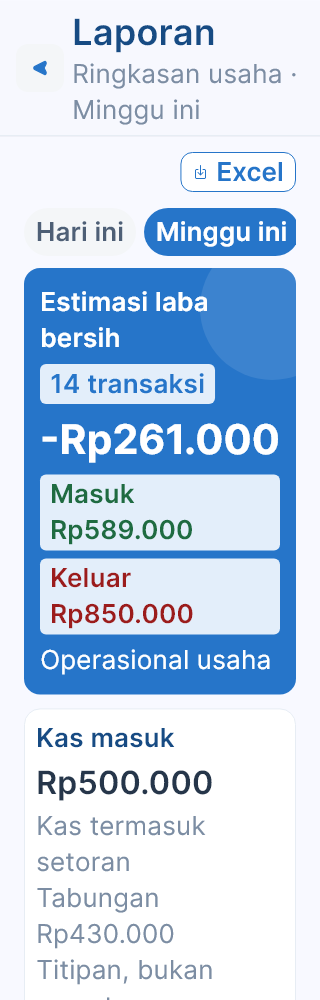 Laporan
Ringkasan usaha ·
Minggu ini
Excel
Hari ini
Minggu ini
Estimasi laba
bersih
14 transaksi
-Rp261.000
Masuk
Rp589.000
Keluar
Rp850.000
Operasional usaha
Kas masuk
Rp500.000
Kas termasuk
setoran
Tabungan
Rp430.000
Titipan, bukan